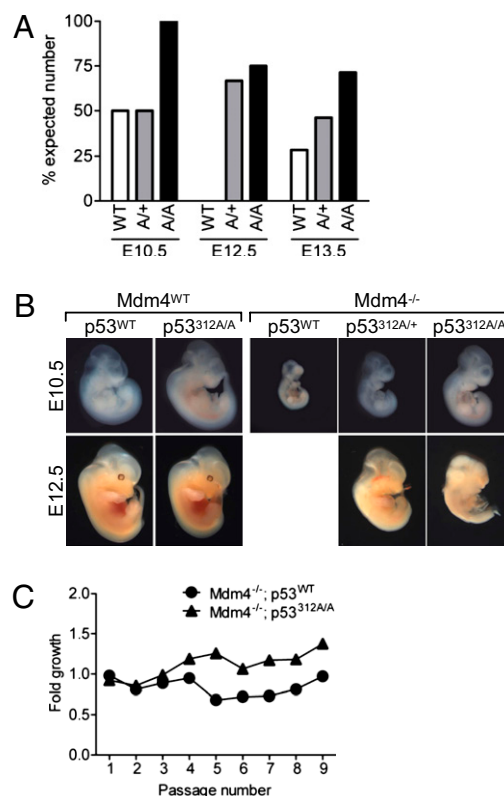 A
% expected number
100
75
50
25
0
WT A/+ A/A WT A/+ A/A WT A/+ A/A
E10.5 E12.5 E13.5
B
Mdm4WT Mdm4-/-
p53WT p53312A/A p53WT p53312A/+ p53312A/A
E10.5
E12.5
C
Fold growth
2.0
1.5
1.0
0.5
0.0
Mdm4-/-; p53WT
Mdm4-/-; p53312A/A
1 2 3 4 5 6 7 8 9
Passage number